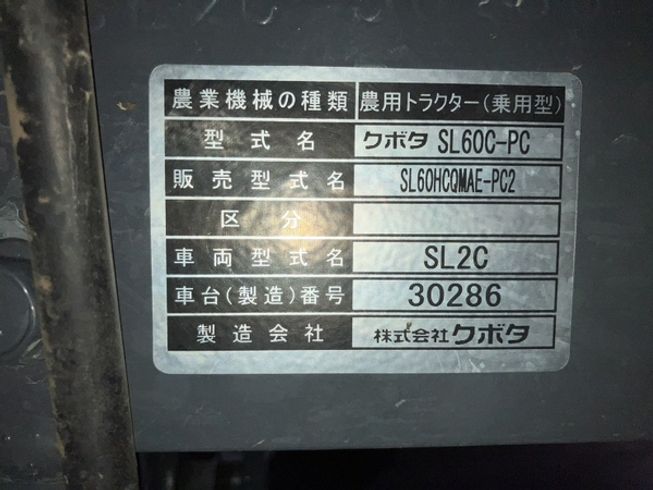 農業機械の種類 農用トラクター(乗用型)
型式名 クボタ SL60C-PC
販売型式名 SL60HCQMAE-PC2
区分
車両型式名 SL2C
車台(製造)番号 30286
製造会社 株式会社クボタ